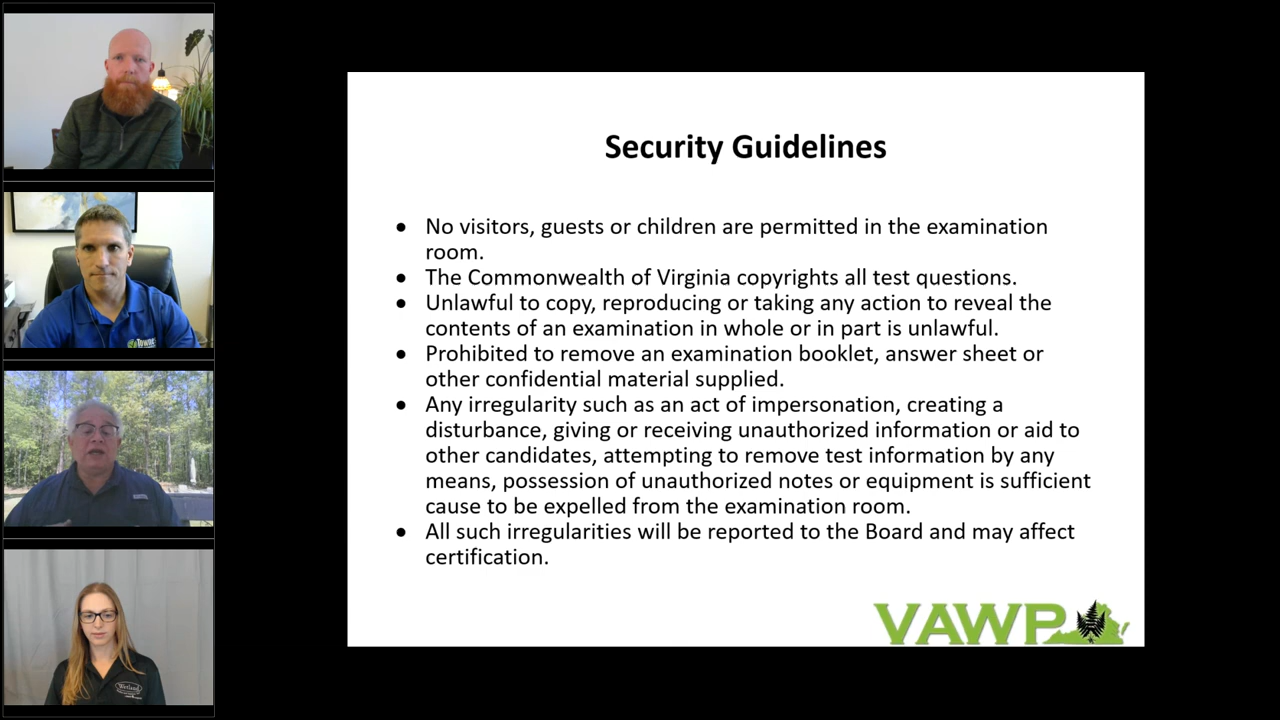 Security Guidelines
● No visitors, guests or children are permitted in the examination
room.
● The Commonwealth of Virginia copyrights all test questions.
● Unlawful to copy, reproducing or taking any action to reveal the
contents of an examination in whole or in part is unlawful.
● Prohibited to remove an examination booklet, answer sheet or
other confidential material supplied.
● Any irregularity such as an act of impersonation, creating a
disturbance, giving or receiving unauthorized information or aid to
other candidates, attempting to remove test information by any
means, possession of unauthorized notes or equipment is sufficient
cause to be expelled from the examination room.
● All such irregularities will be reported to the Board and may affect
certification.
VAWP
Towne
Wetland